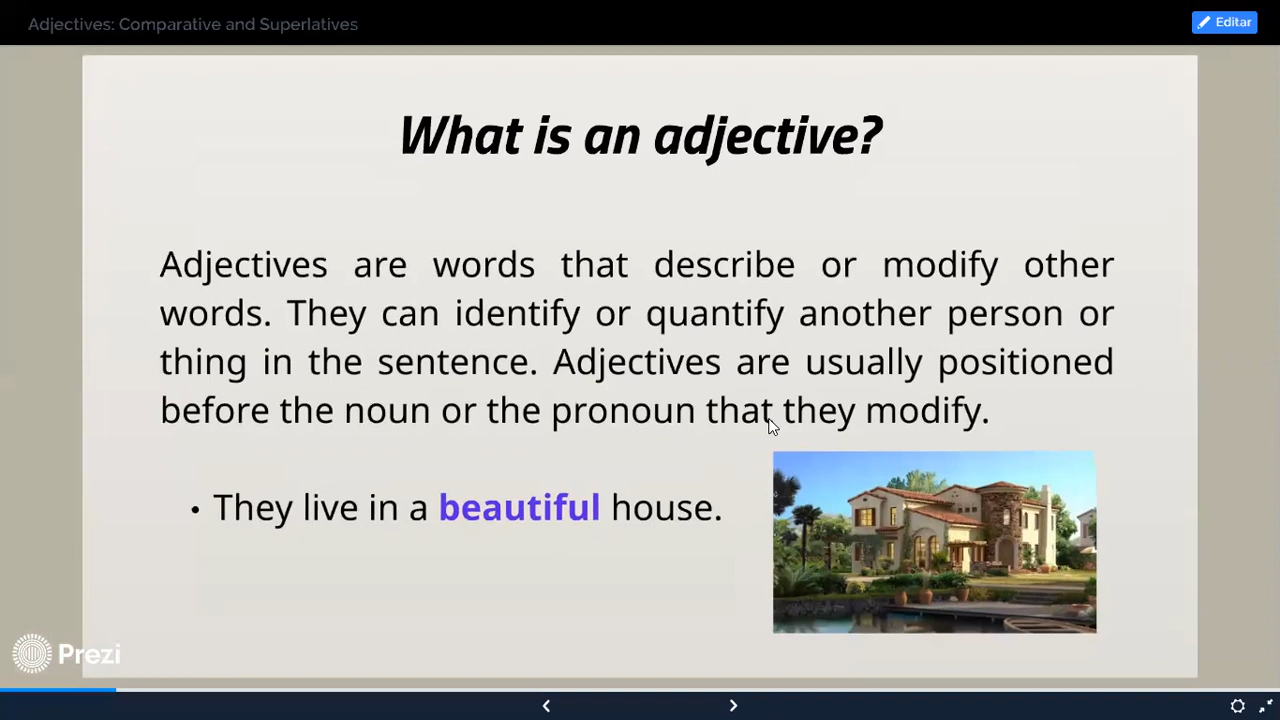 Adjectives: Comparative and Superlatives
Editar
What is an adjective?
Adjectives are words that describe or modify other
words. They can identify or quantify another person or
thing in the sentence. Adjectives are usually positioned
before the noun or the pronoun that they modify.
• They live in a beautiful house.
Prezi